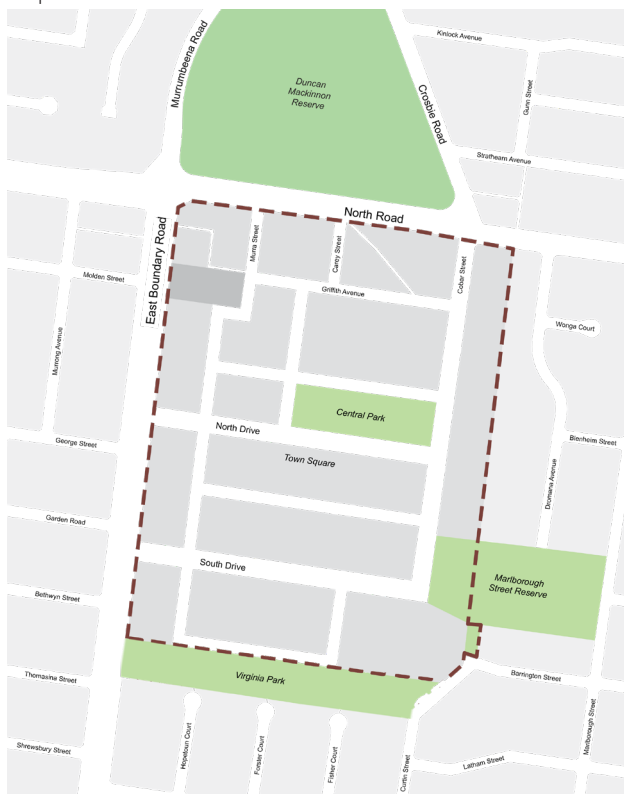 Murrumbeena Road
Kinlock Avenue
Duncan
Mackinnon
Reserve
Crosbie Road
Gunn Street
Strathearn Avenue
North Road
East Boundary Road
Murra Street
Carey Street
Cobar Street
Molden Street
Griffith Avenue
Murrong Avenue
Wonga Court
Central Park
North Drive
George Street
Blenheim Street
Town Square
Dromana Avenue
Garden Road
South Drive
Marlborough
Street Reserve
Bethwyn Street
Virginia Park
Thomasine Street
Barrington Street
Hopetoun Court
Forster Court
Fisher Court
Curtin Street
Marlborough Street
Shrewsbury Street
Latham Street